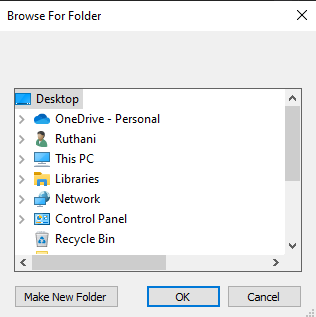 Browse For Folder
Desktop
OneDrive - Personal
Ruthani
This PC
Libraries
Network
Control Panel
Recycle Bin
Make New Folder
OK
Cancel